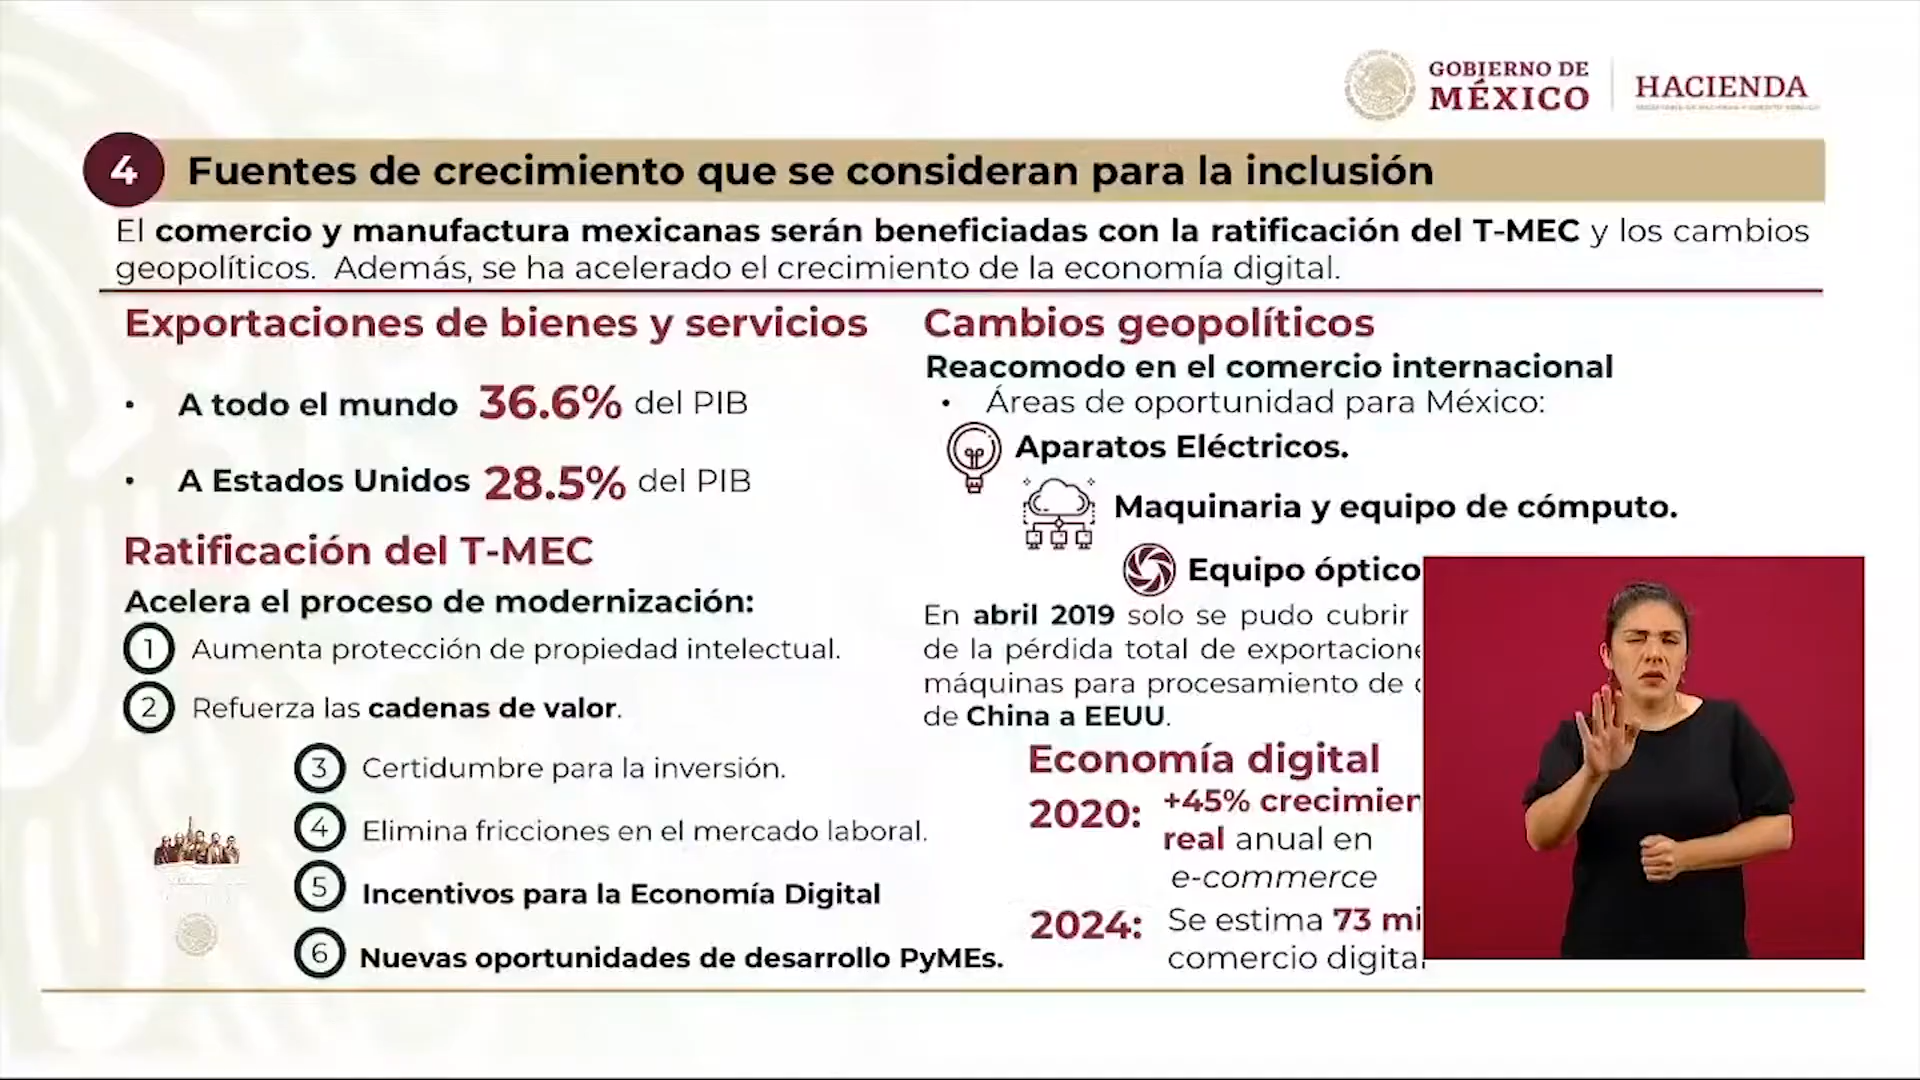 GOBIERNO DE
MÉXICO
HACIENDA
4
Fuentes de crecimiento que se consideran para la inclusión
El comercio y manufactura mexicanas serán beneficiadas con la ratificación del T-MEC y los cambios
geopolíticos. Además, se ha acelerado el crecimiento de la economía digital.
Exportaciones de bienes y servicios
• A todo el mundo 36.6% del PIB
• A Estados Unidos 28.5% del PIB
Ratificación del T-MEC
Acelera el proceso de modernización:
1 Aumenta protección de propiedad intelectual.
2 Refuerza las cadenas de valor.
3 Certidumbre para la inversión.
4 Elimina fricciones en el mercado laboral.
5 Incentivos para la Economía Digital
6 Nuevas oportunidades de desarrollo PyMEs.
Cambios geopolíticos
Reacomodo en el comercio internacional
• Áreas de oportunidad para México:
Aparatos Eléctricos.
Maquinaria y equipo de cómputo.
Equipo óptico
En abril 2019 solo se pudo cubrir
de la pérdida total de
máquinas para procesamiento de
de China a EEUU.
Economía digital
2020: +45%
real anual en
e-commerce
2024: Se estima 73
comercio